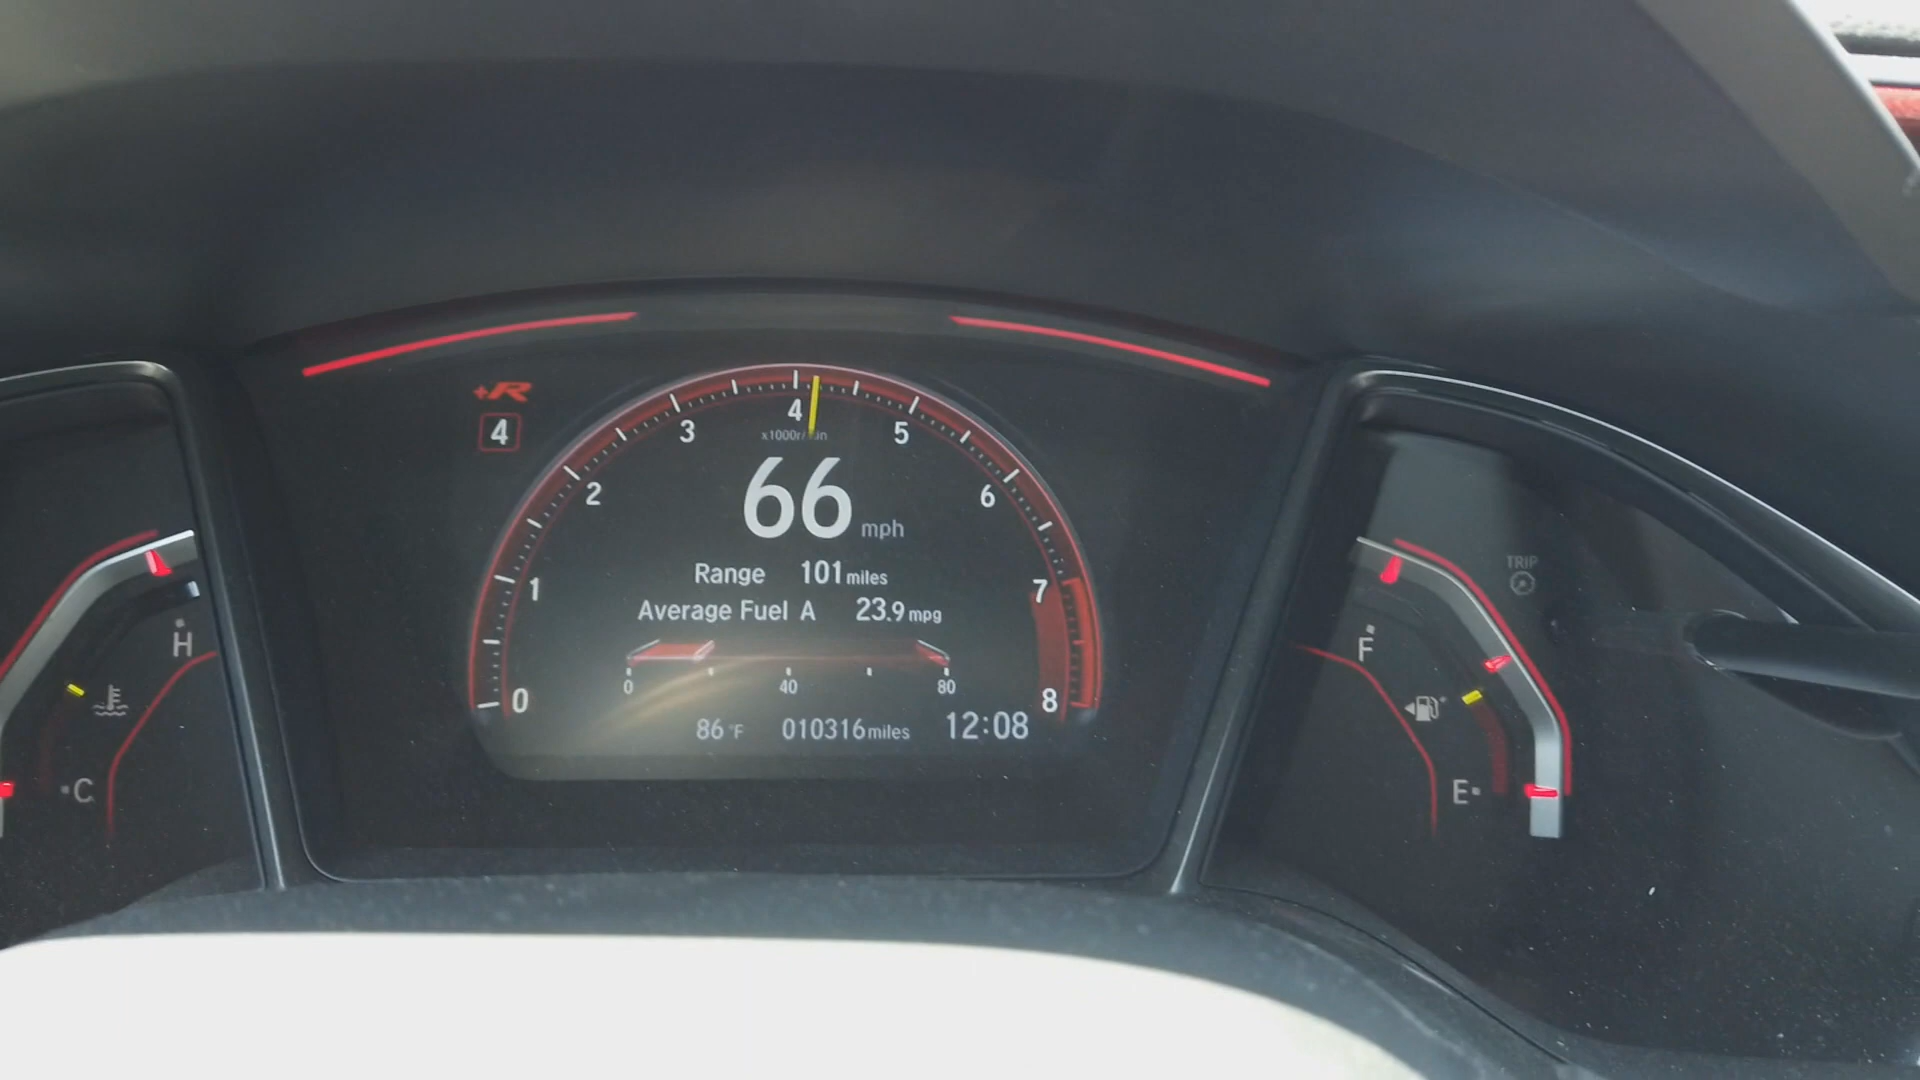 +R
4
0 1 2 3 4 5 6 7 8
66 mph
Range 101 miles
Average Fuel A 23.9 mpg
0 40 80
86 °F 010316 miles 12:08
H
C
TRIP
F
E